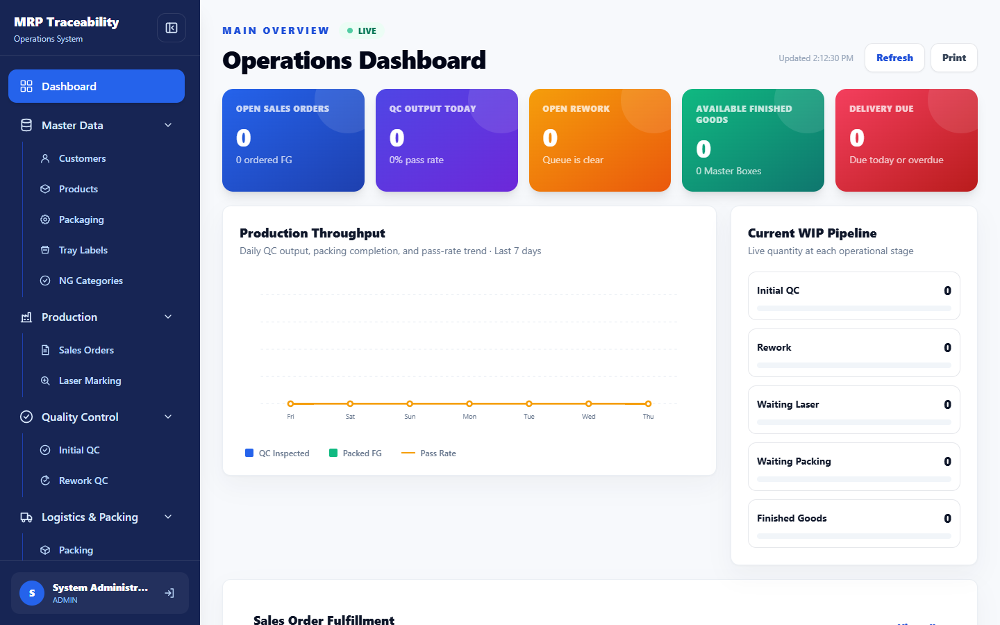 MRP Traceability
Operations System
Dashboard
Master Data
Customers
Products
Packaging
Tray Labels
NG Categories
Production
Sales Orders
Laser Marking
Quality Control
Initial QC
Rework QC
Logistics & Packing
Packing
S
System Administr...
ADMIN
MAIN OVERVIEW
LIVE
Operations Dashboard
Updated 2:12:30 PM
Refresh
Print
OPEN SALES ORDERS
0
0 ordered FG
QC OUTPUT TODAY
0
0% pass rate
OPEN REWORK
0
Queue is clear
AVAILABLE FINISHED
GOODS
0
0 Master Boxes
DELIVERY DUE
0
Due today or overdue
Production Throughput
Daily QC output, packing completion, and pass-rate trend · Last 7 days
Fri Sat Sun Mon Tue Wed Thu
QC Inspected Packed FG Pass Rate
Current WIP Pipeline
Live quantity at each operational stage
Initial QC 0
Rework 0
Waiting Laser 0
Waiting Packing 0
Finished Goods 0
Sales Order Fulfillment